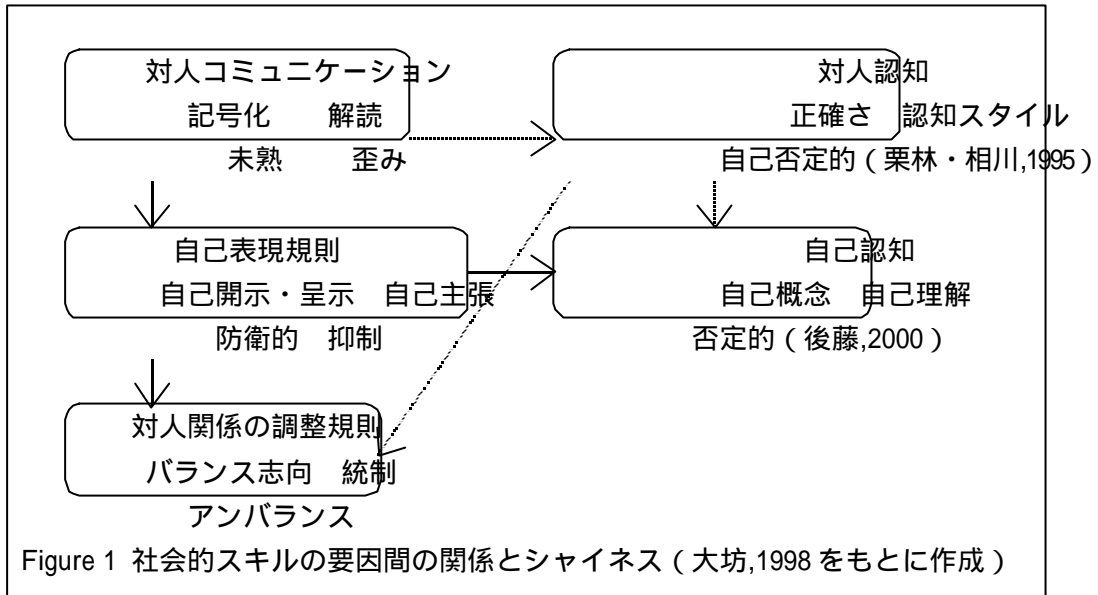 対人コミュニケーション
記号化　解読
未熟　歪み
対人認知
正確さ　認知スタイル
自己否定的（栗林・相川,1995）
自己表現規則
自己開示・呈示　自己主張
防衛的　抑制
自己認知
自己概念　自己理解
否定的（後藤,2000）
対人関係の調整規則
バランス志向　統制
アンバランス
Figure 1 社会的スキルの要因間の関係とシャイネス（大坊,1998 をもとに作成）